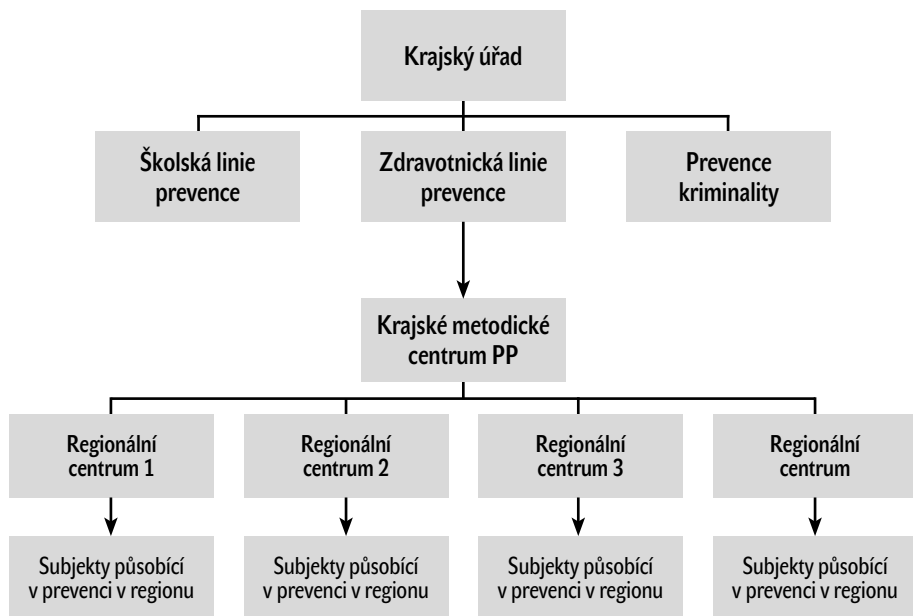 Krajský úřad
Školská linie
prevence
Zdravotnická linie
prevence
Prevence
kriminality
Krajské metodické
centrum PP
Regionální
centrum 1
Regionální
centrum 2
Regionální
centrum 3
Regionální
centrum
Subjekty působící
v prevenci v regionu
Subjekty působící
v prevenci v regionu
Subjekty působící
v prevenci v regionu
Subjekty působící
v prevenci v regionu